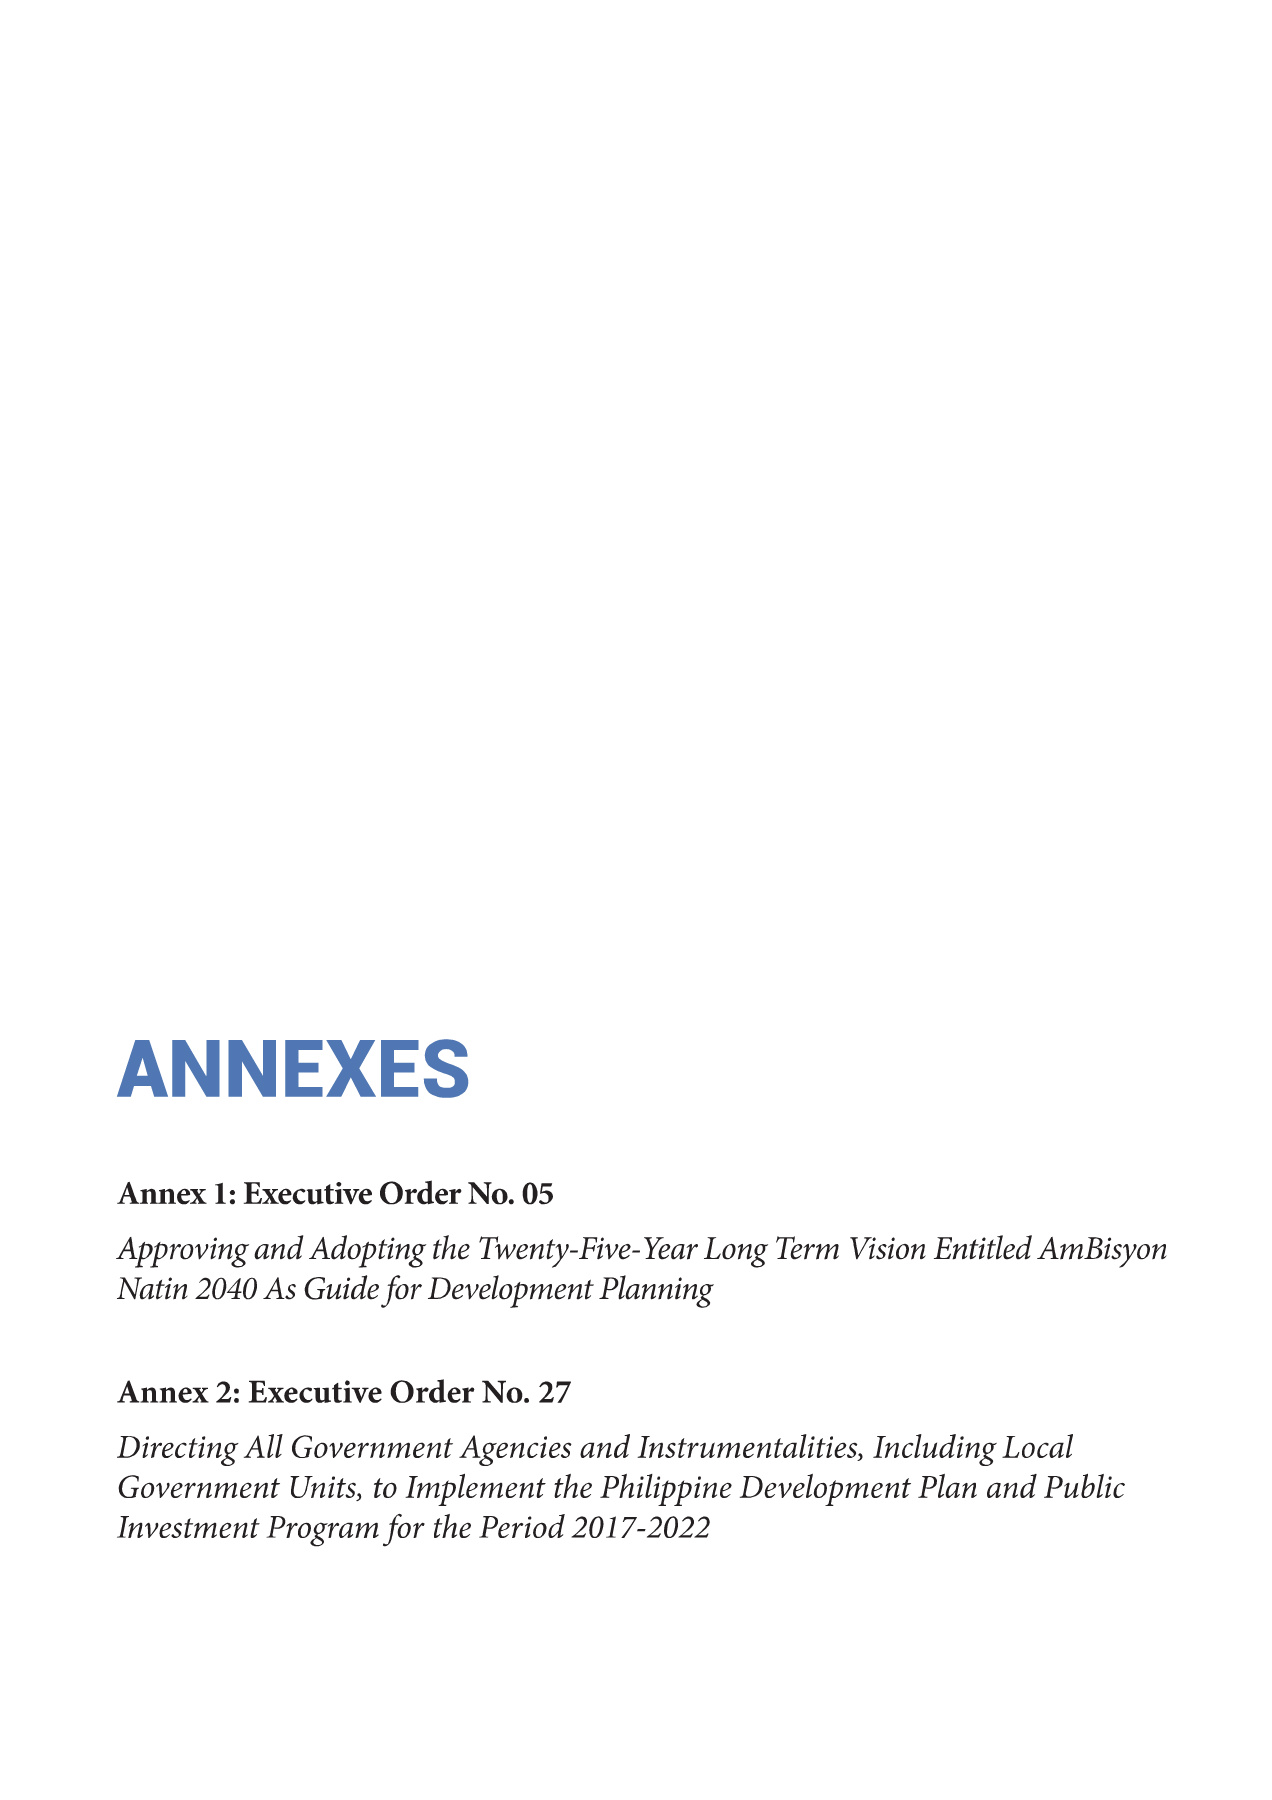 ANNEXES
Annex 1: Executive Order No. 05
Approving and Adopting the Twenty-Five-Year Long Term Vision Entitled AmBisyon
Natin 2040 As Guide for Development Planning
Annex 2: Executive Order No. 27
Directing All Government Agencies and Instrumentalities, Including Local
Government Units, to Implement the Philippine Development Plan and Public
Investment Program for the Period 2017-2022